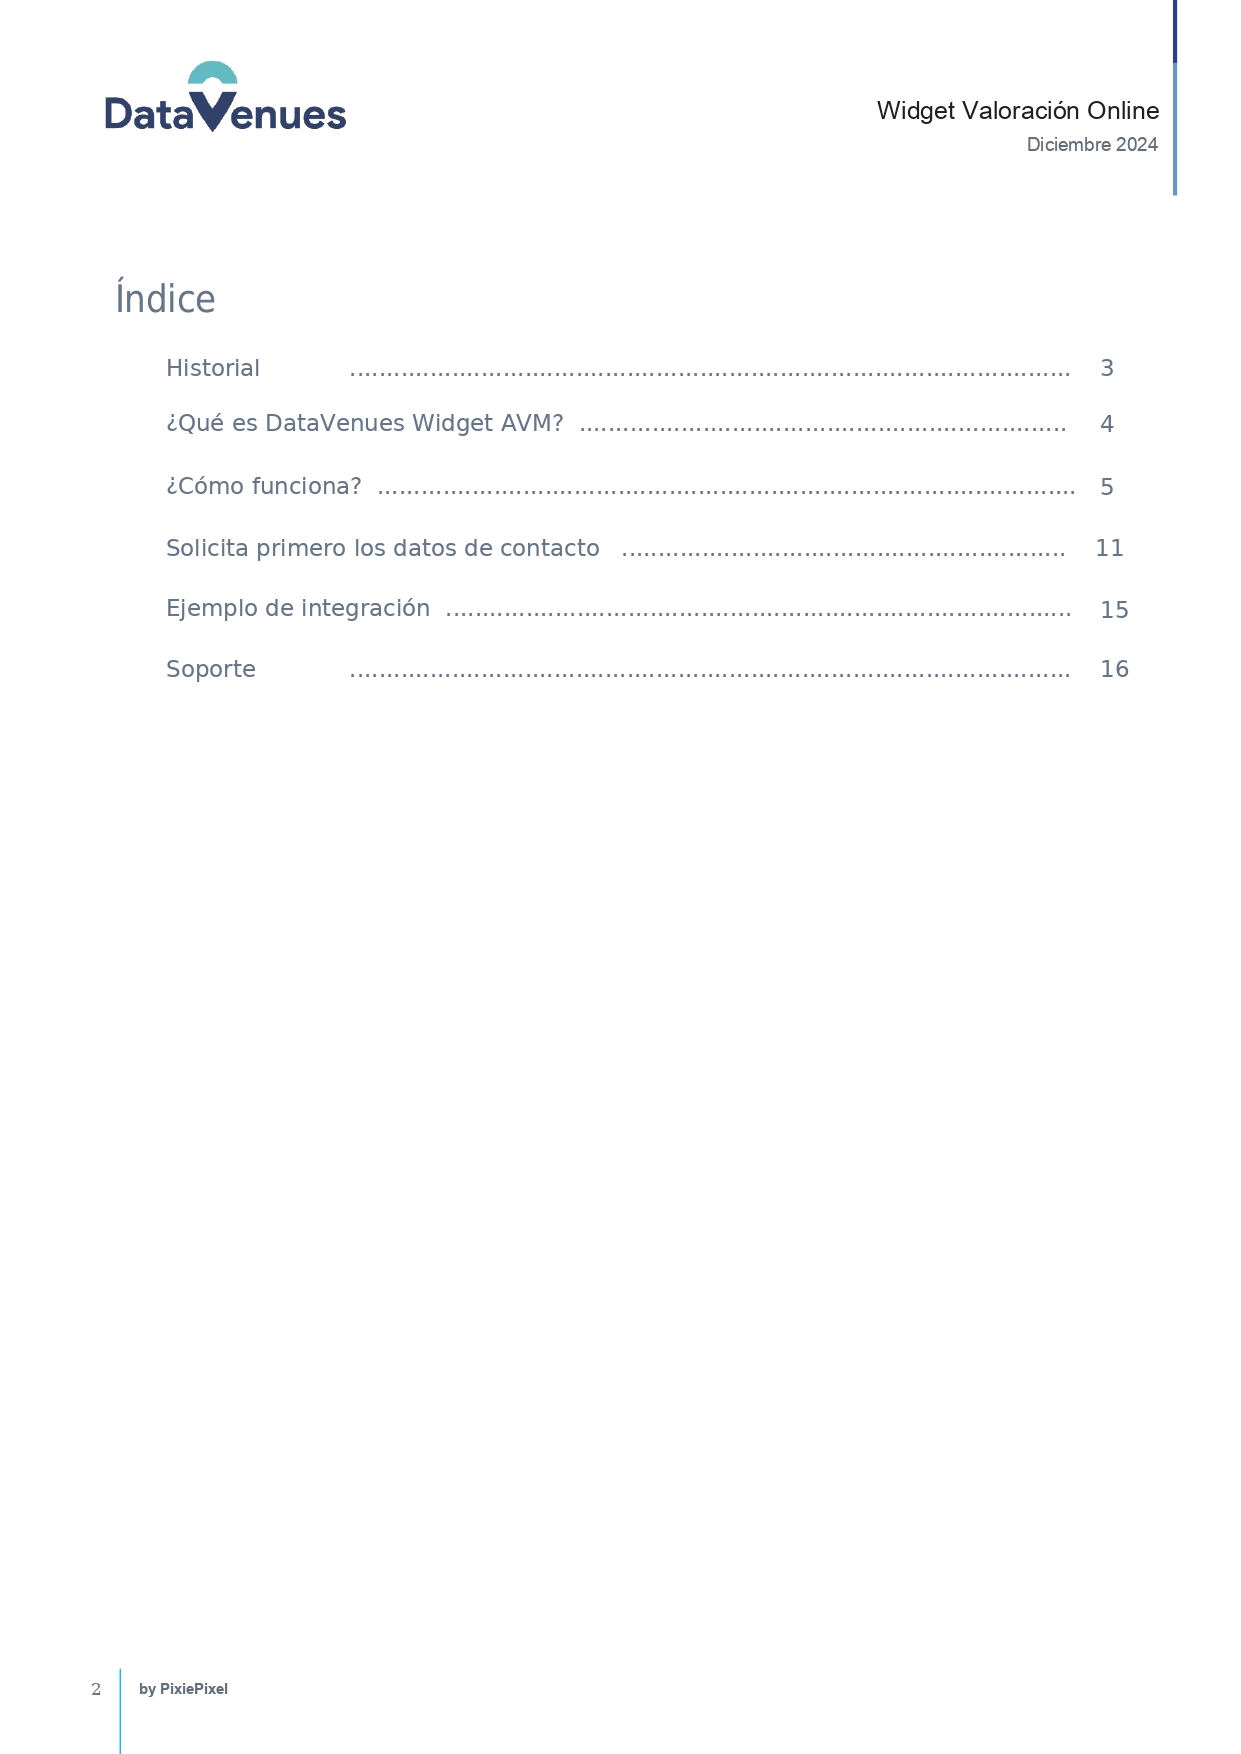 DataVenues
Widget Valoración Online
Diciembre 2024
Índice
Historial ........................................................................................ 3
¿Qué es DataVenues Widget AVM? ................................................................... 4
¿Cómo funciona? ................................................................................................ 5
Solicita primero los datos de contacto ............................................................. 11
Ejemplo de integración ...................................................................................... 15
Soporte ........................................................................................ 16
2
by PixiePixel